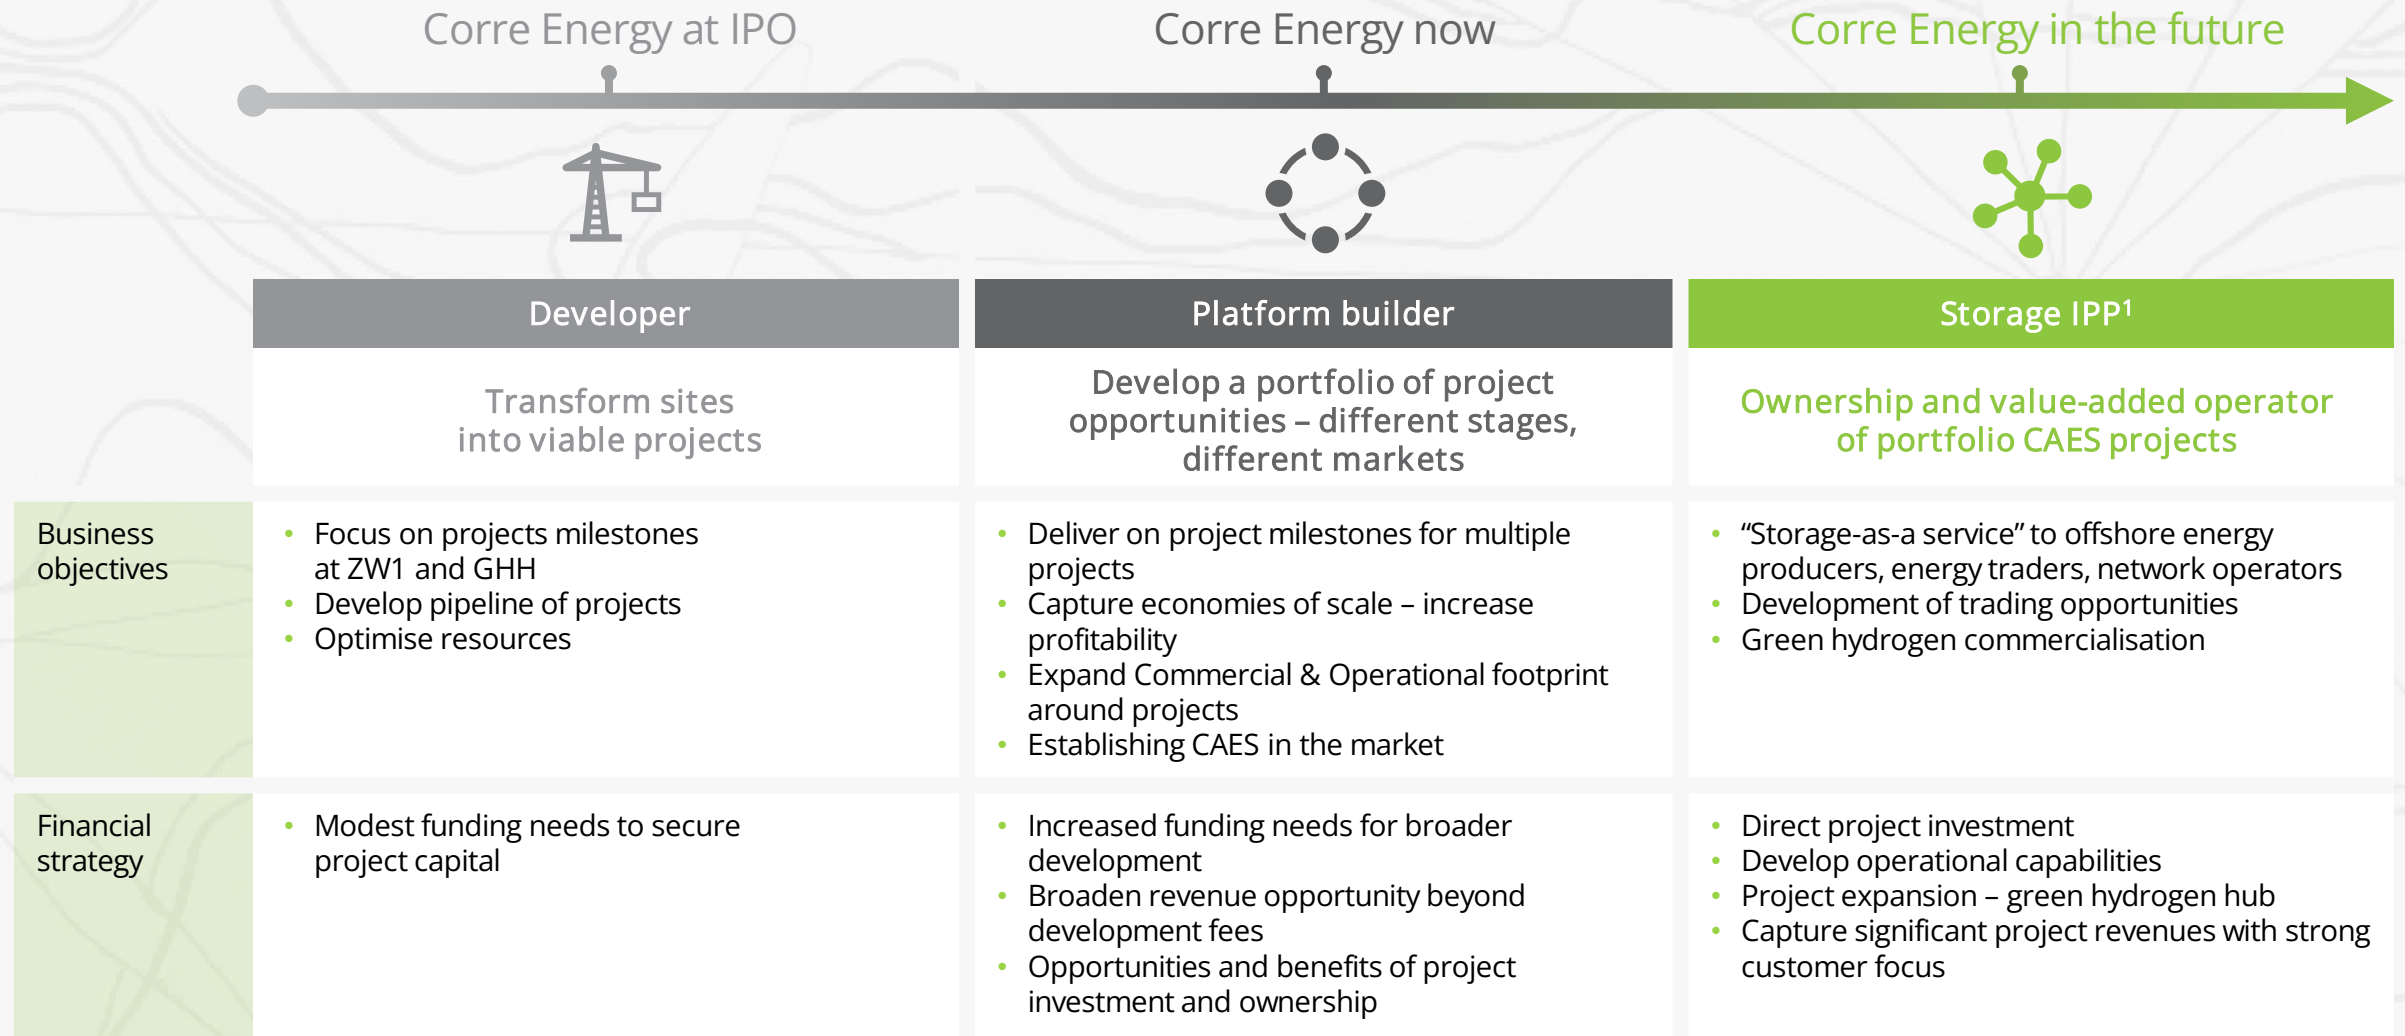 Corre Energy at IPO
Corre Energy now
Corre Energy in the future
Developer
Platform builder
Storage IPP¹
Transform sites
into viable projects
Develop a portfolio of project
opportunities – different stages,
different markets
Ownership and value-added operator
of portfolio CAES projects
Business
objectives
• Focus on projects milestones
at ZW1 and GHH
• Develop pipeline of projects
• Optimise resources
• Deliver on project milestones for multiple
projects
• Capture economies of scale – increase
profitability
• Expand Commercial & Operational footprint
around projects
• Establishing CAES in the market
• “Storage-as-a service” to offshore energy
producers, energy traders, network operators
• Development of trading opportunities
• Green hydrogen commercialisation
Financial
strategy
• Modest funding needs to secure
project capital
• Increased funding needs for broader
development
• Broaden revenue opportunity beyond
development fees
• Opportunities and benefits of project
investment and ownership
• Direct project investment
• Develop operational capabilities
• Project expansion – green hydrogen hub
• Capture significant project revenues with strong
customer focus